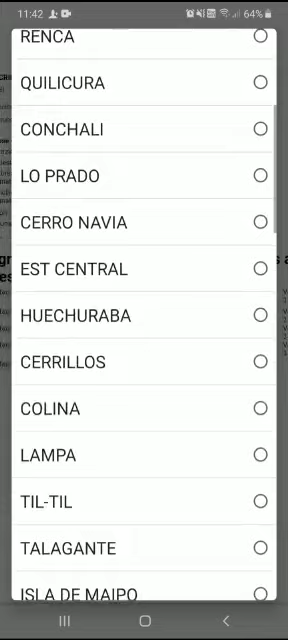 11:42
64%
RENCA
QUILICURA
CONCHALI
LO PRADO
CERRO NAVIA
EST CENTRAL
HUECHURABA
CERRILLOS
COLINA
LAMPA
TIL-TIL
TALAGANTE
ISLA DE MAIPO